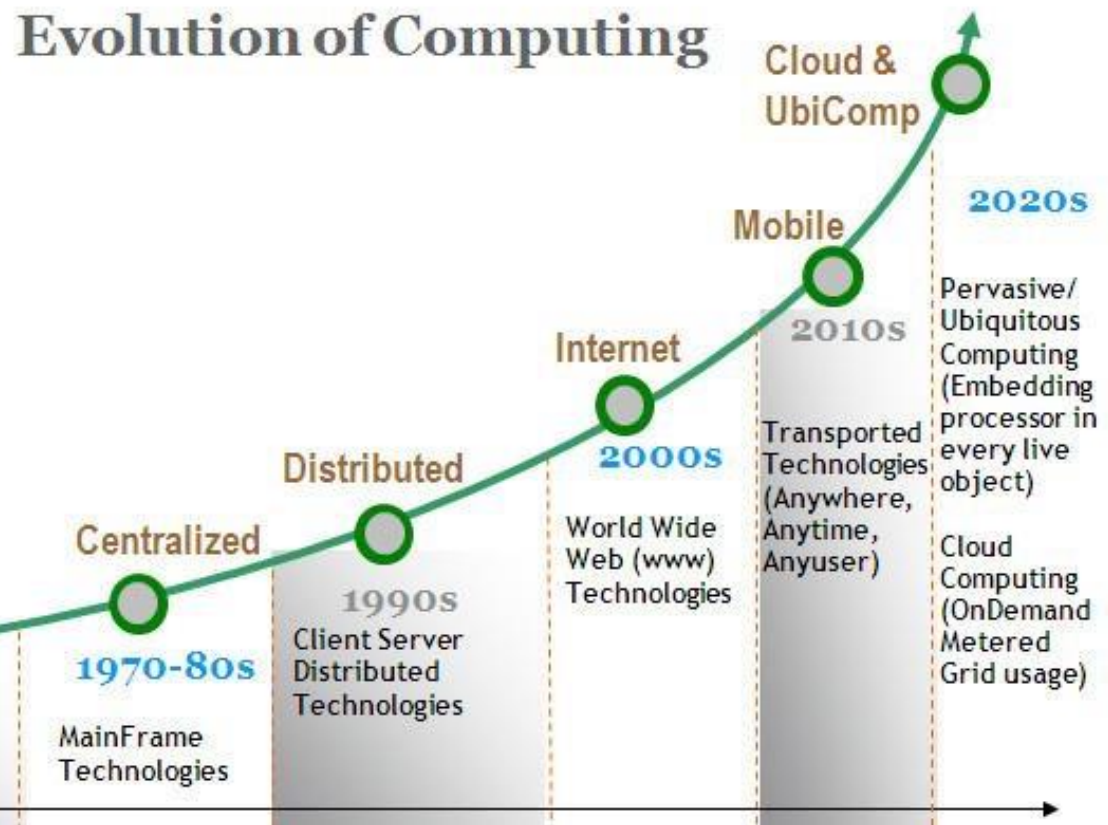 Evolution of Computing
Centralized
1970-80s
MainFrame
Technologies
Distributed
1990s
Client Server
Distributed
Technologies
Internet
2000s
World Wide
Web (www)
Technologies
Mobile
2010s
Transported
Technologies
(Anywhere,
Anytime,
Anyuser)
Cloud &
UbiComp
2020s
Pervasive/
Ubiquitous
Computing
(Embedding
processor in
every live
object)
Cloud
Computing
(OnDemand
Metered
Grid usage)